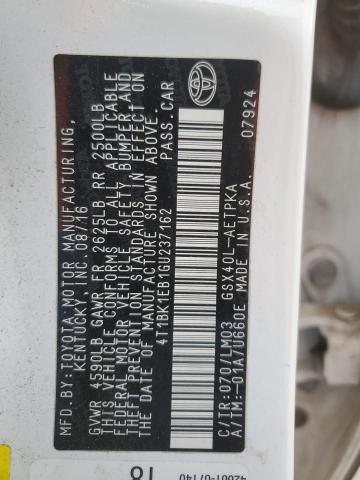 MFD.BY:TOYOTA MOTOR MANUFACTURING,
KENTUCKY, INC. 08/16
GVWR 4590LB GAWR FR 2625LB RR 2500LB
THIS VEHICLE CONFORMS TO ALL APPLICABLE
FEDERAL MOTOR VEHICLE SAFETY, BUMPER, AND
THEFT PREVENTION STANDARDS IN EFFECT ON
THE DATE OF MANUFACTURE SHOWN ABOVE.
4T1BK1EB1GU237162 PASS.CAR
C/TR:070/LM03 GSX40L-AETPKA
A/TM:-01A/U660E MADE IN U.S.A.
07924
42661-07140